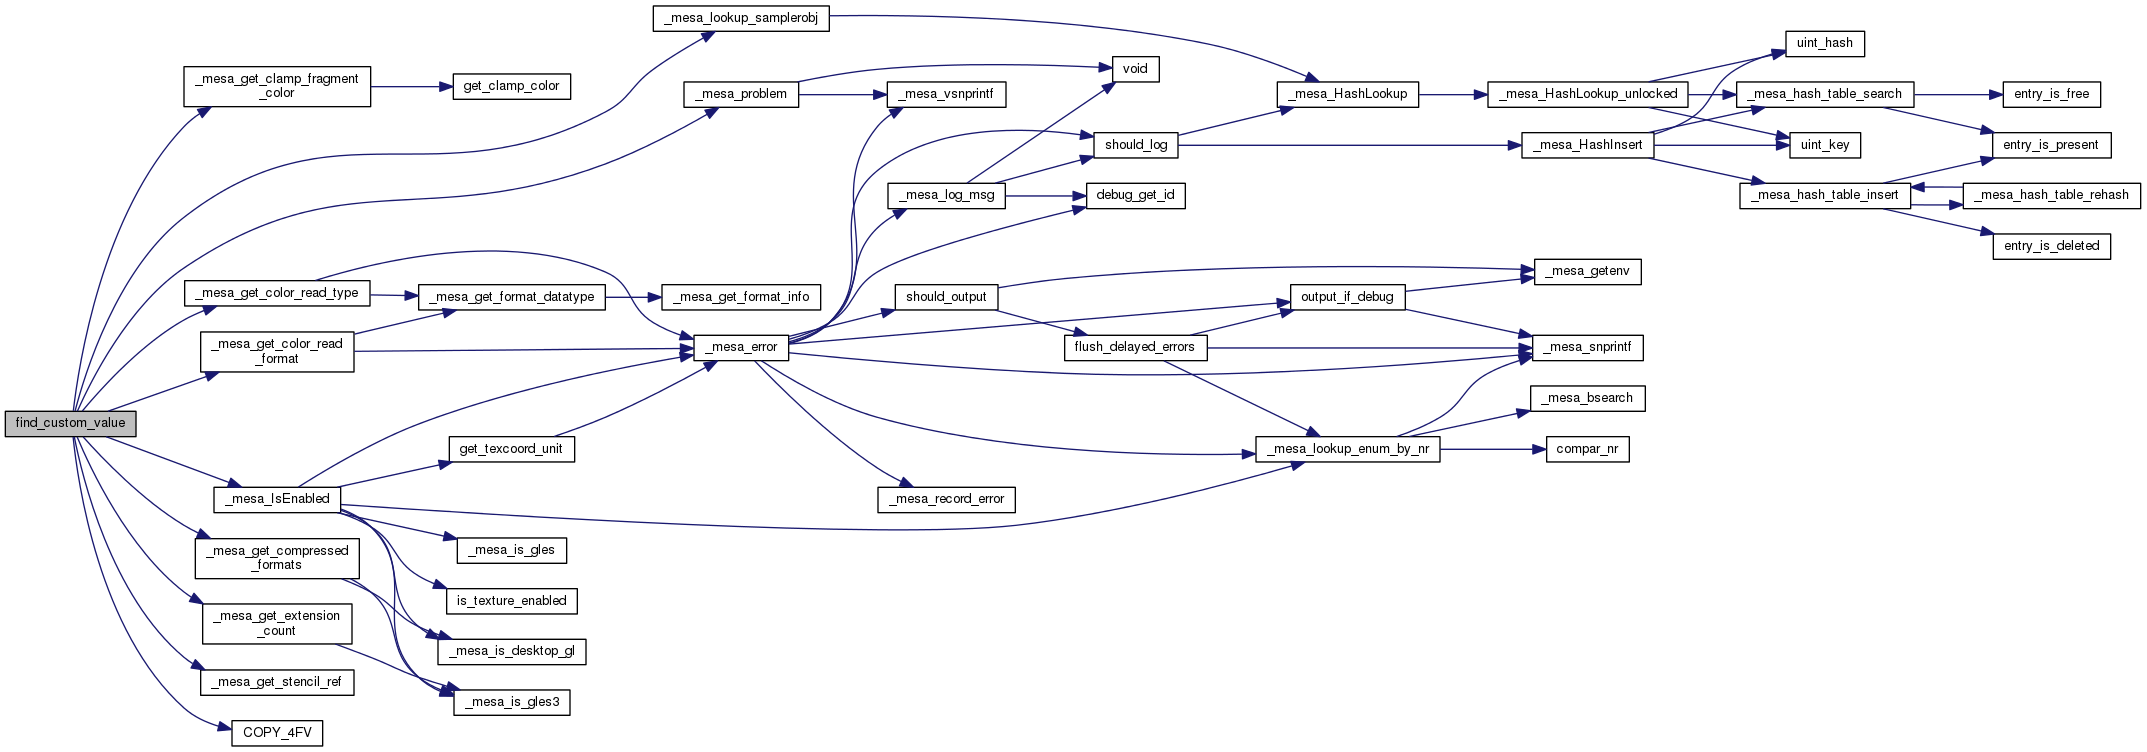 find_custom_value
_mesa_get_clamp_fragment
_color
get_clamp_color
_mesa_lookup_samplerobj
_mesa_problem
void
_mesa_vsnprintf
_mesa_HashLookup
_mesa_HashLookup_unlocked
uint_hash
_mesa_hash_table_search
entry_is_free
should_log
_mesa_HashInsert
uint_key
entry_is_present
_mesa_log_msg
debug_get_id
_mesa_hash_table_insert
_mesa_hash_table_rehash
entry_is_deleted
_mesa_get_color_read_type
_mesa_get_format_datatype
_mesa_get_format_info
should_output
output_if_debug
_mesa_getenv
_mesa_get_color_read
_format
_mesa_error
flush_delayed_errors
_mesa_snprintf
_mesa_bsearch
get_texcoord_unit
_mesa_lookup_enum_by_nr
compar_nr
_mesa_IsEnabled
_mesa_record_error
_mesa_get_compressed
_formats
_mesa_is_gles
is_texture_enabled
_mesa_get_extension
_count
_mesa_is_desktop_gl
_mesa_get_stencil_ref
_mesa_is_gles3
COPY_4FV